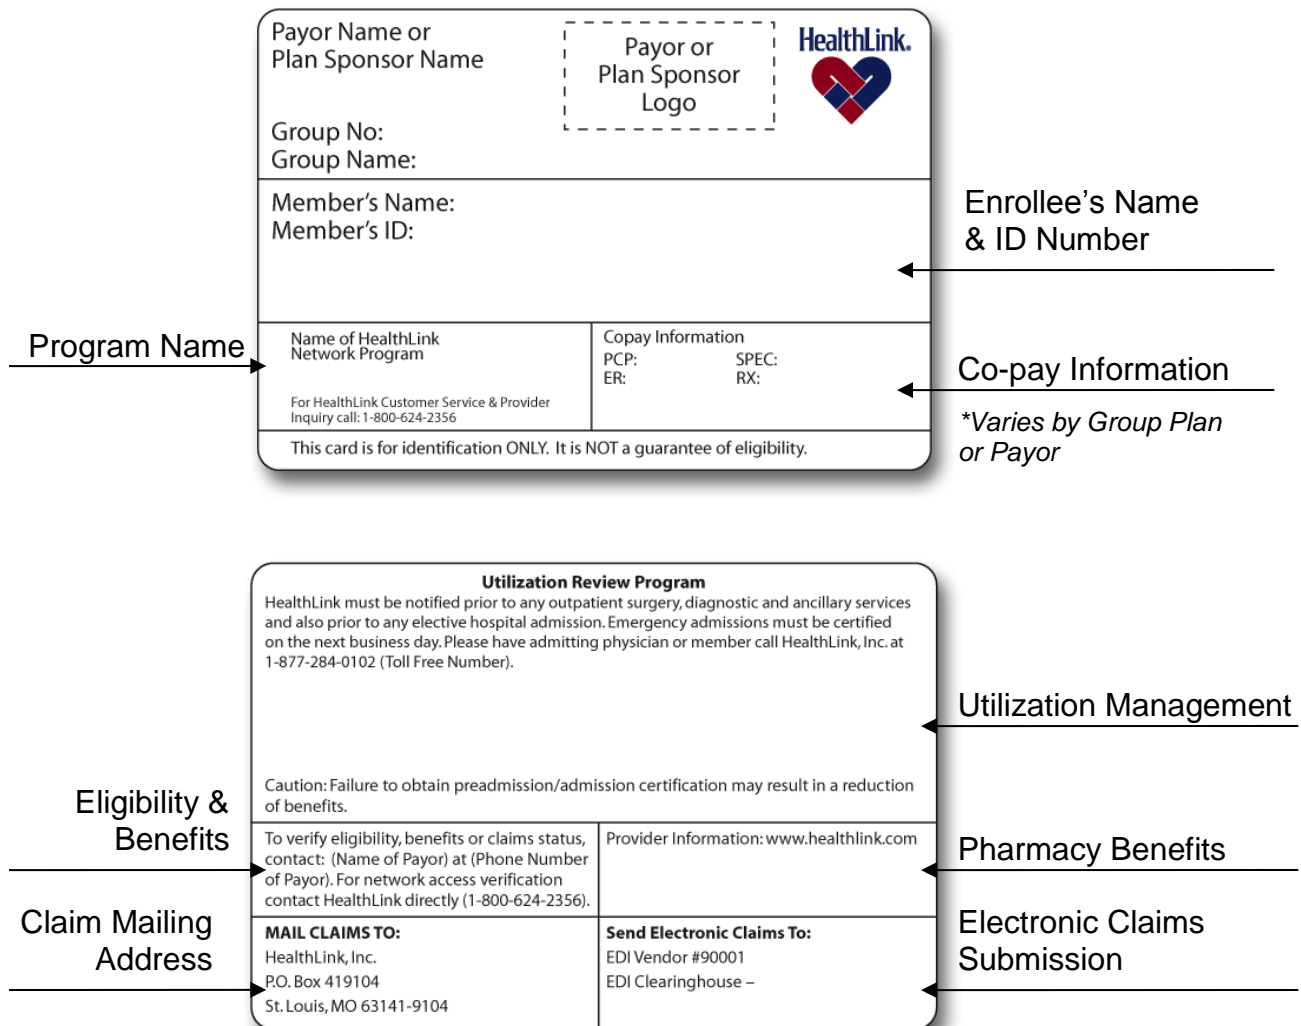 Payor Name or
Plan Sponsor Name
Payor or
Plan Sponsor
Logo
HealthLink®
Group No:
Group Name:
Member's Name:
Member's ID:
Enrollee's Name
& ID Number
Program Name
Name of HealthLink
Network Program
For HealthLink Customer Service & Provider
Inquiry call: 1-800-624-2356
Copay Information
PCP: SPEC:
ER: RX:
Co-pay Information
*Varies by Group Plan
or Payor
This card is for identification ONLY. It is NOT a guarantee of eligibility.
Utilization Review Program
HealthLink must be notified prior to any outpatient surgery, diagnostic and ancillary services
and also prior to any elective hospital admission. Emergency admissions must be certified
on the next business day. Please have admitting physician or member call HealthLink, Inc. at
1-877-284-0102 (Toll Free Number).
Utilization Management
Caution: Failure to obtain preadmission/admission certification may result in a reduction
of benefits.
Eligibility &
Benefits
To verify eligibility, benefits or claims status,
contact: (Name of Payor) at (Phone Number
of Payor). For network access verification
contact HealthLink directly (1-800-624-2356).
Provider Information: www.healthlink.com
Pharmacy Benefits
Claim Mailing
Address
MAIL CLAIMS TO:
HealthLink, Inc.
P.O. Box 419104
St. Louis, MO 63141-9104
Send Electronic Claims To:
EDI Vendor #90001
EDI Clearinghouse –
Electronic Claims
Submission